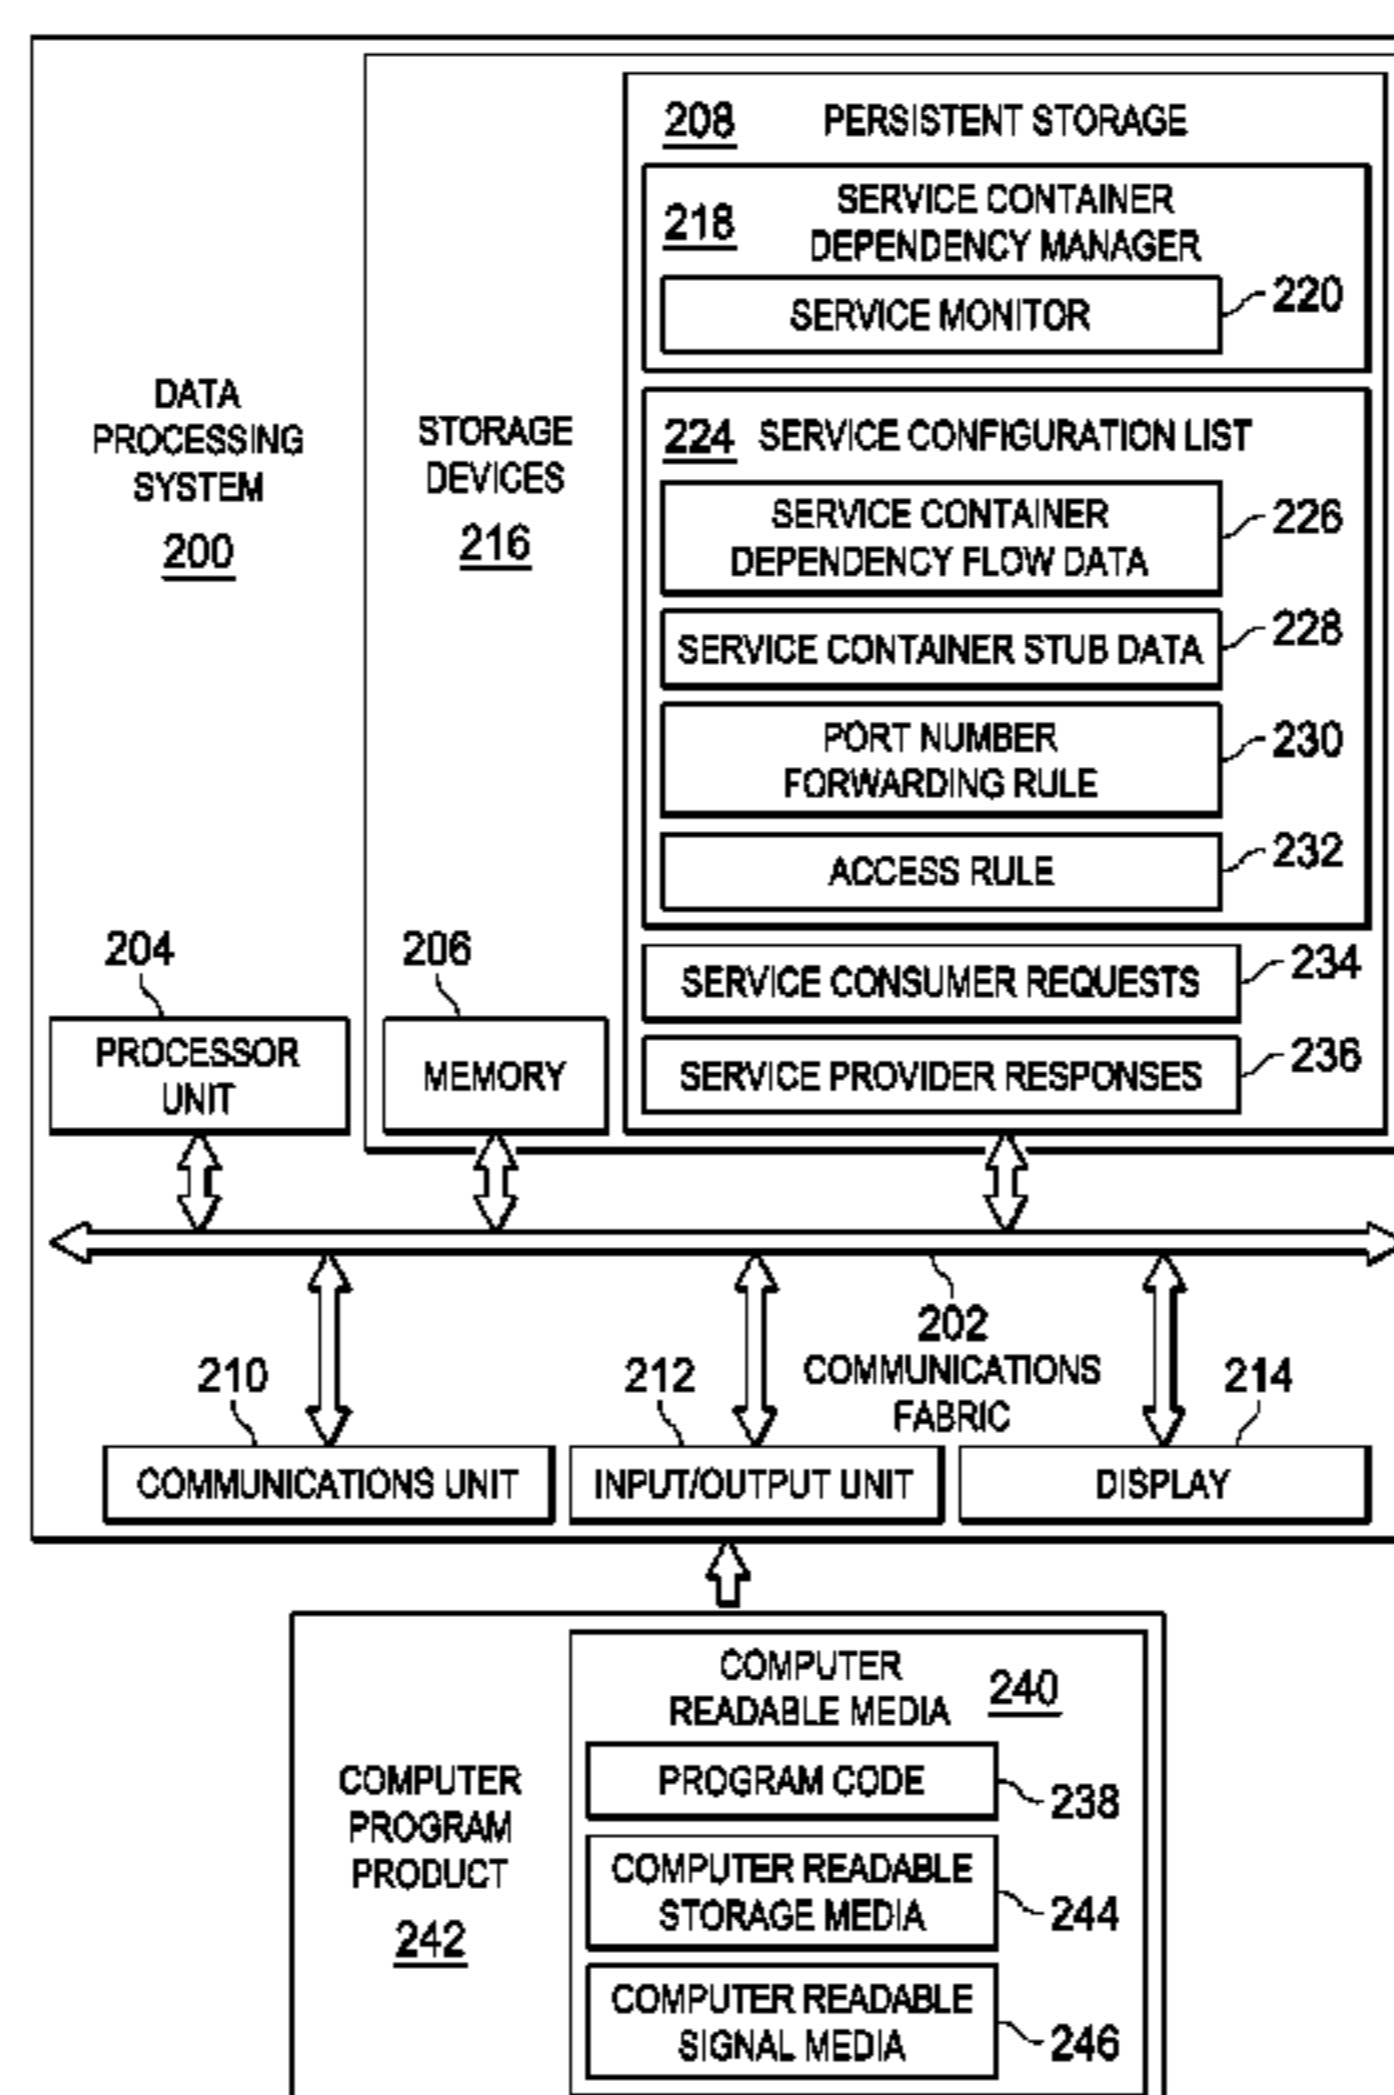 208 PERSISTENT STORAGE
218
SERVICE CONTAINER
DEPENDENCY MANAGER
SERVICE MONITOR
220
DATA
PROCESSING
SYSTEM
200
STORAGE
DEVICES
216
224 SERVICE CONFIGURATION LIST
SERVICE CONTAINER
DEPENDENCY FLOW DATA
226
SERVICE CONTAINER STUB DATA
228
PORT NUMBER
FORWARDING RULE
230
ACCESS RULE
232
204
PROCESSOR
UNIT
206
MEMORY
SERVICE CONSUMER REQUESTS
234
SERVICE PROVIDER RESPONSES
236
202
COMMUNICATIONS
FABRIC
210
COMMUNICATIONS UNIT
212
INPUT/OUTPUT UNIT
214
DISPLAY
COMPUTER
PROGRAM
PRODUCT
242
COMPUTER
READABLE MEDIA
240
PROGRAM CODE
238
COMPUTER READABLE
STORAGE MEDIA
244
COMPUTER READABLE
SIGNAL MEDIA
246